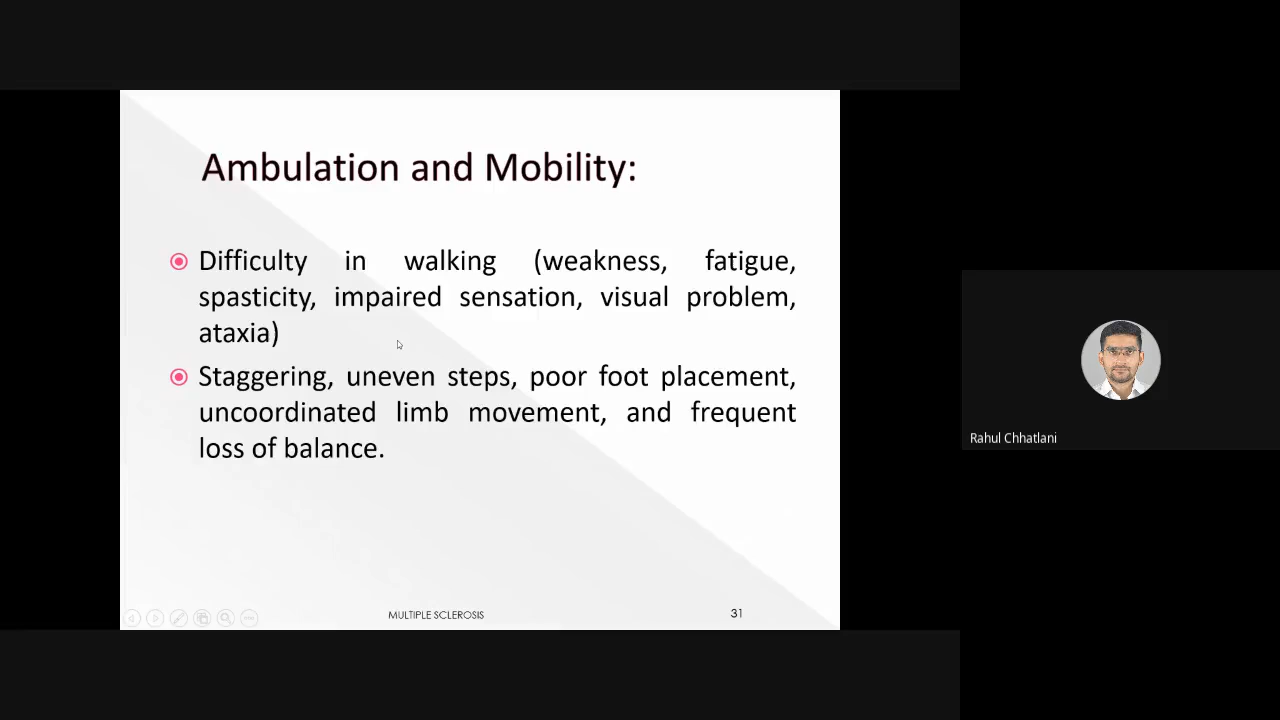 Ambulation and Mobility:
Difficulty in walking (weakness, fatigue,
spasticity, impaired sensation, visual problem,
ataxia)
Staggering, uneven steps, poor foot placement,
uncoordinated limb movement, and frequent
loss of balance.
MULTIPLE SCLEROSIS
31
Rahul Chhatlani